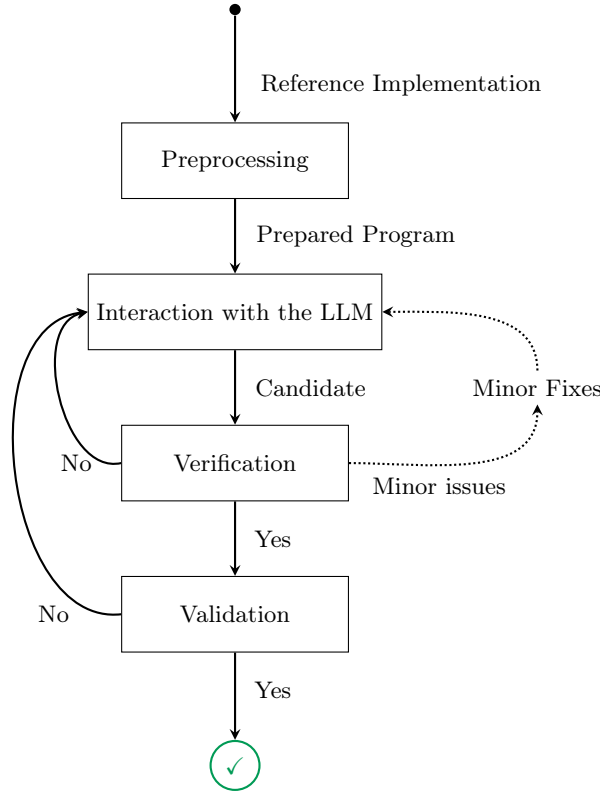 Reference Implementation
Preprocessing
Prepared Program
Interaction with the LLM
Candidate
Minor Fixes
No
Verification
Minor issues
Yes
No
Validation
Yes
✓